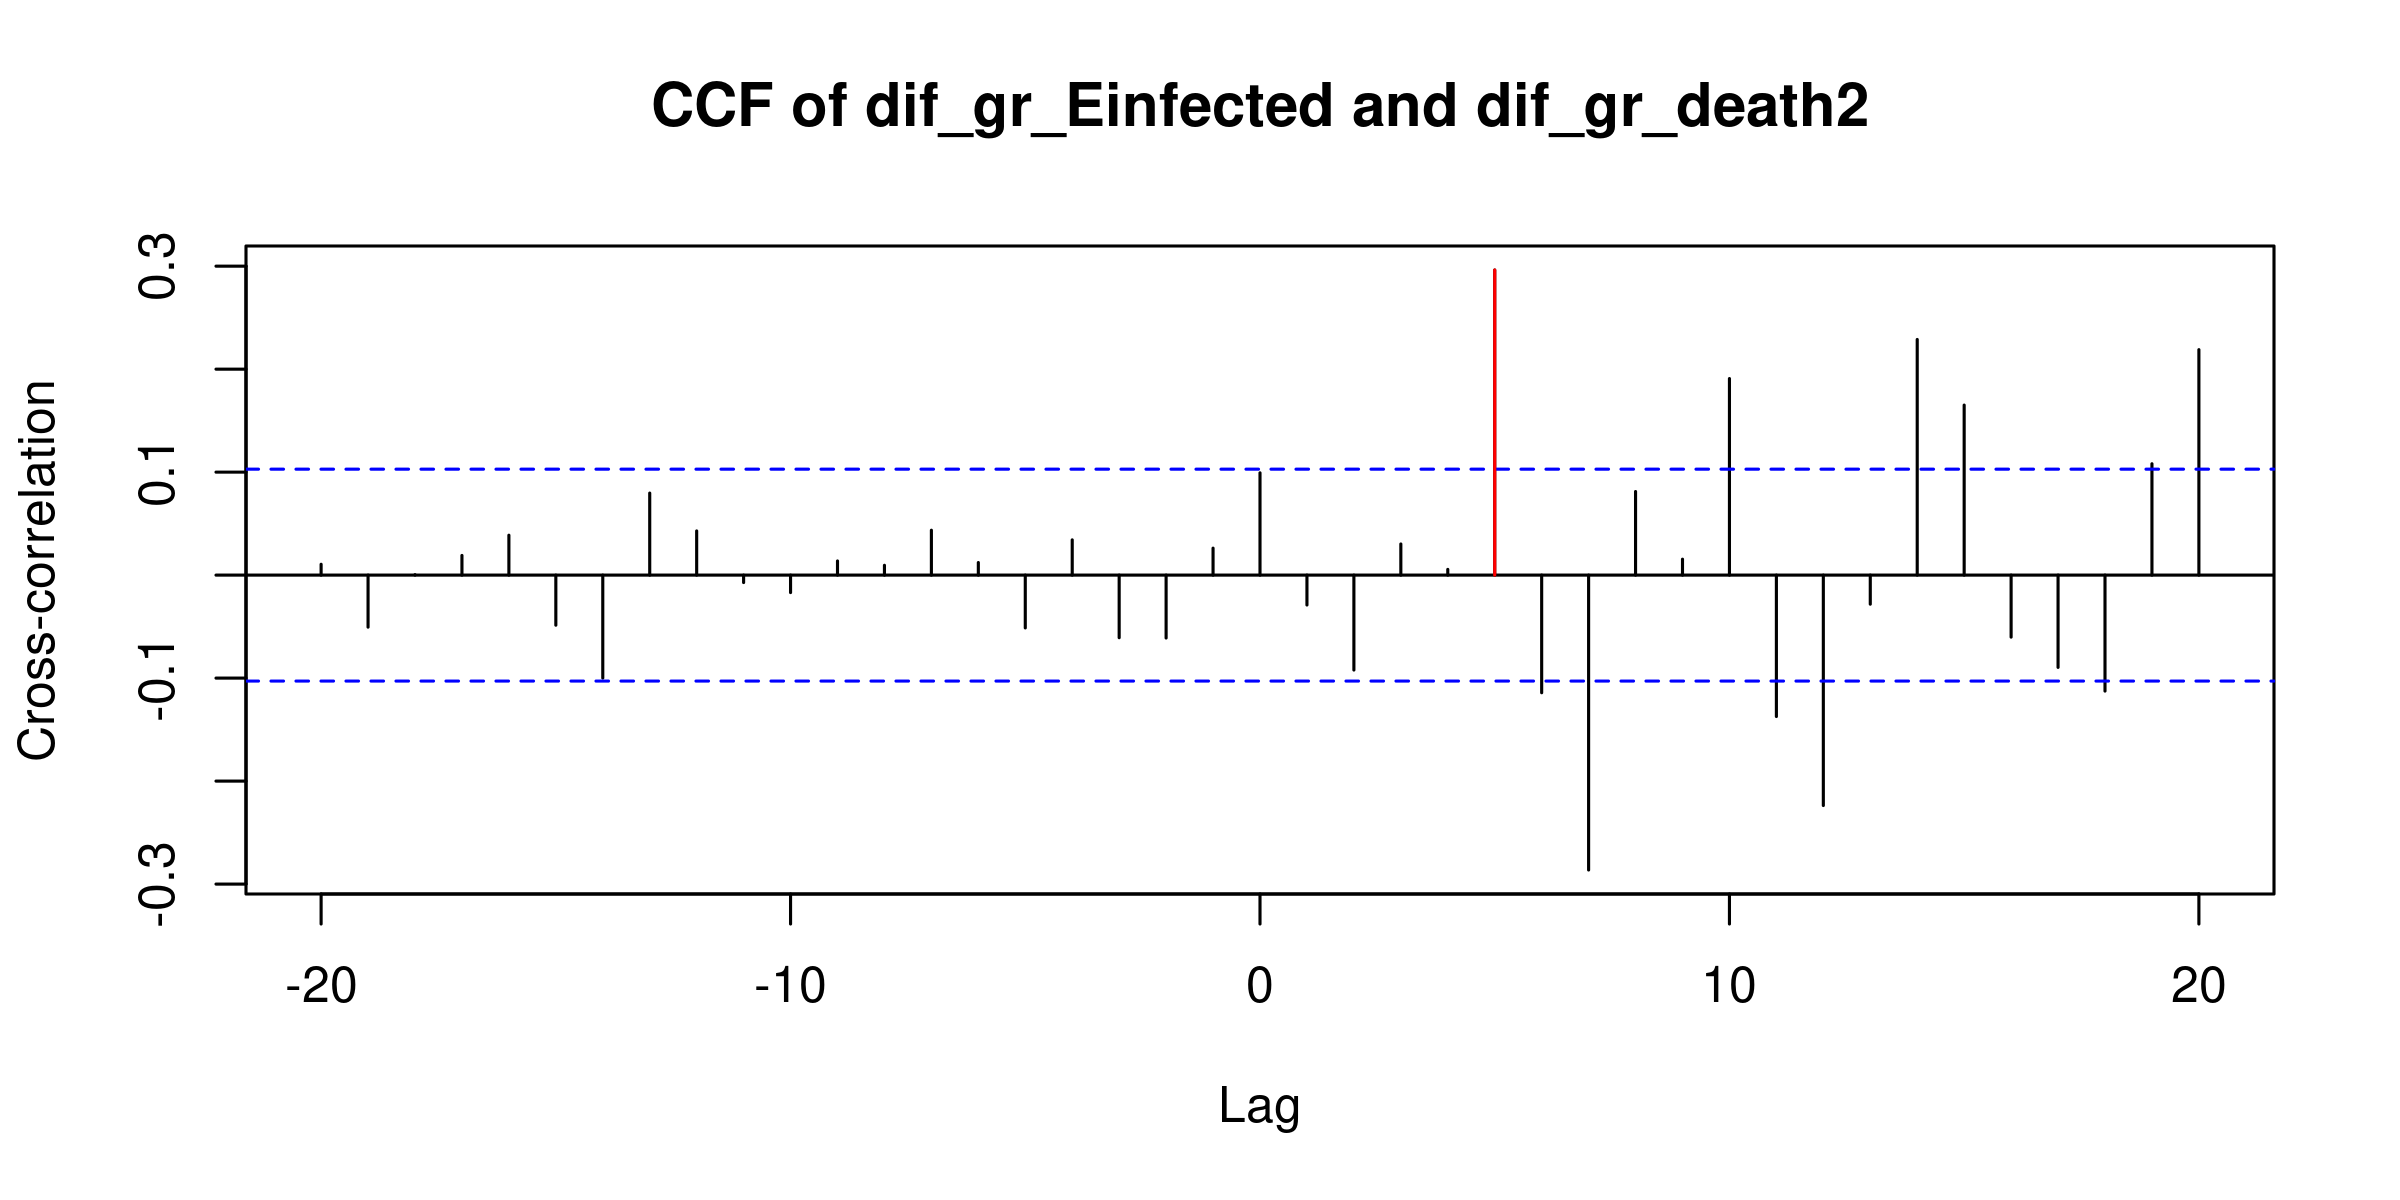 CCF of dif_gr_Einfected and dif_gr_death2
Cross-correlation
0.3
0.1
-0.1
-0.3
-20 -10 0 10 20
Lag